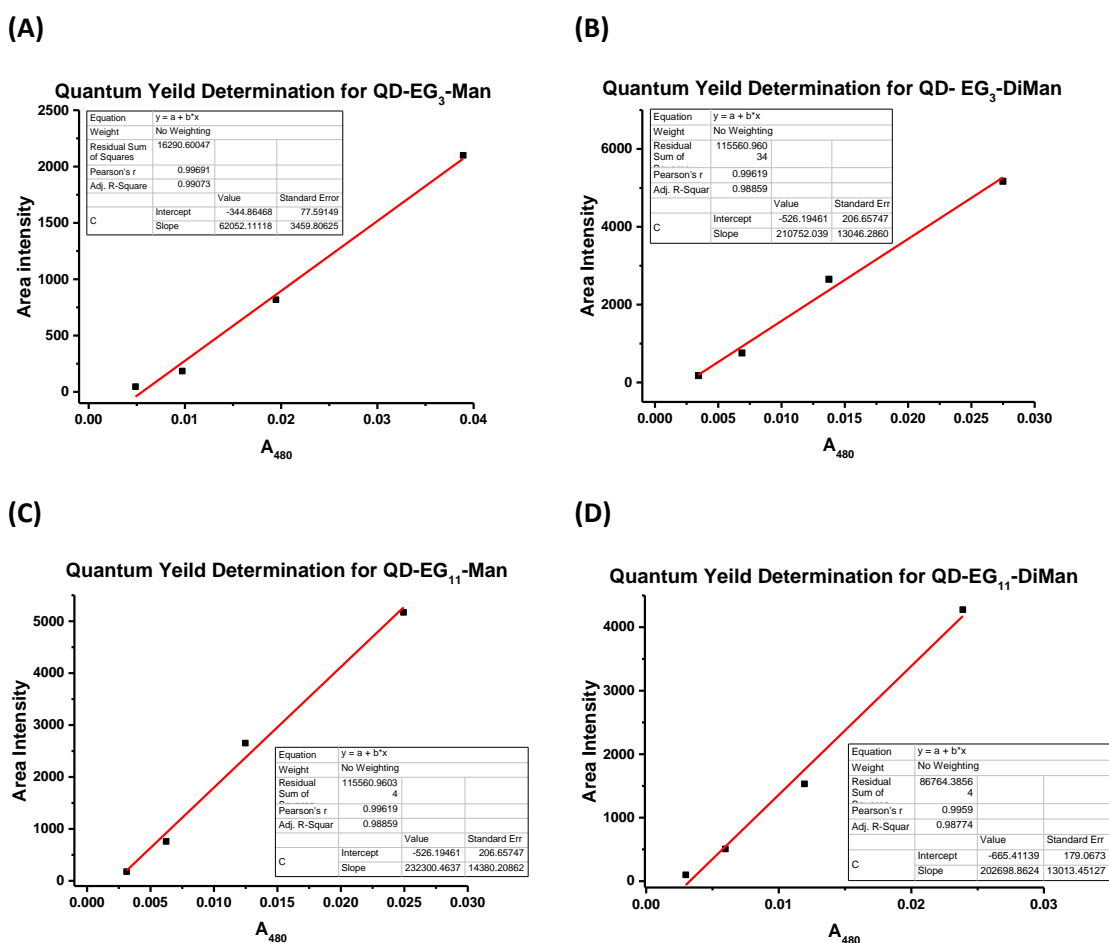 (A)
Quantum Yeild Determination for QD-EG3-Man
2500
2000
1500
1000
500
0
Area intensity
Equation y = a + b*x
Weight No Weighting
Residual Sum of Squares 16290.60047
Pearson's r 0.99691
Adj. R-Square 0.99073
Value Standard Error
C Intercept -344.86468 77.59149
Slope 62052.11118 3459.80625
0.00 0.01 0.02 0.03 0.04
A480
(B)
Quantum Yeild Determination for QD- EG3-DiMan
6000
4000
2000
0
Area Intensity
Equation y = a + b*x
Weight No Weighting
Residual Sum of 115560.960 34
Pearson's r 0.99619
Adj. R-Squar 0.98859
Value Standard Err
C Intercept -526.19461 206.65747
Slope 210752.039 13046.2860
0.000 0.005 0.010 0.015 0.020 0.025 0.030
A480
(C)
Quantum Yeild Determination for QD-EG11-Man
5000
4000
3000
2000
1000
0
Area Intensity
Equation y = a + b*x
Weight No Weighting
Residual Sum of 115560.9603 4
Pearson's r 0.99619
Adj. R-Squar 0.98859
Value Standard Err
C Intercept -526.19461 206.65747
Slope 232300.4637 14380.20862
0.000 0.005 0.010 0.015 0.020 0.025 0.030
A480
(D)
Quantum Yeild Determination for QD-EG11-DiMan
4000
3000
2000
1000
0
Area Intensity
Equation y = a + b*x
Weight No Weighting
Residual Sum of 86764.3856 4
Pearson's r 0.9959
Adj. R-Squar 0.98774
Value Standard Err
C Intercept -665.41139 179.0673
Slope 202698.8624 13013.45127
0.00 0.01 0.02 0.03
A480